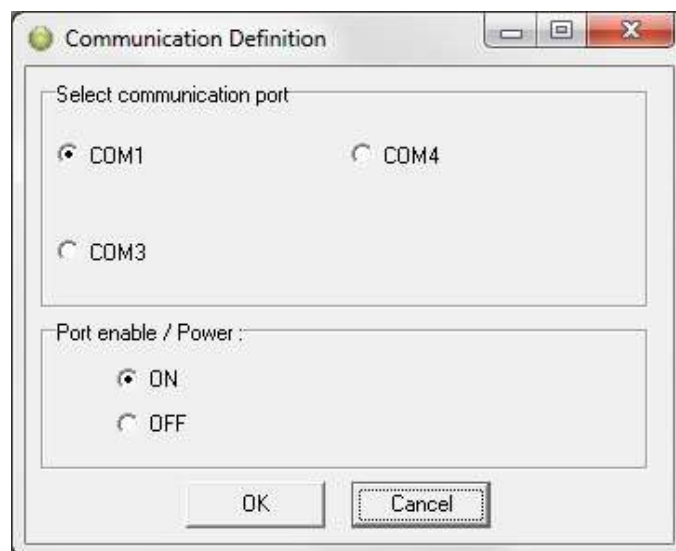 Communication Definition
Select communication port
COM1 COM4
COM3
Port enable / Power :
ON
OFF
OK Cancel